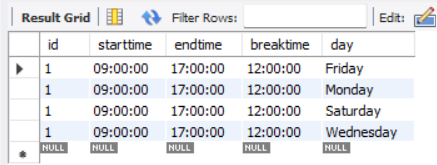 Result Grid Filter Rows: Edit:
id starttime endtime breaktime day
1 09:00:00 17:00:00 12:00:00 Friday
1 09:00:00 17:00:00 12:00:00 Monday
1 09:00:00 17:00:00 12:00:00 Saturday
1 09:00:00 17:00:00 12:00:00 Wednesday
NULL NULL NULL NULL NULL